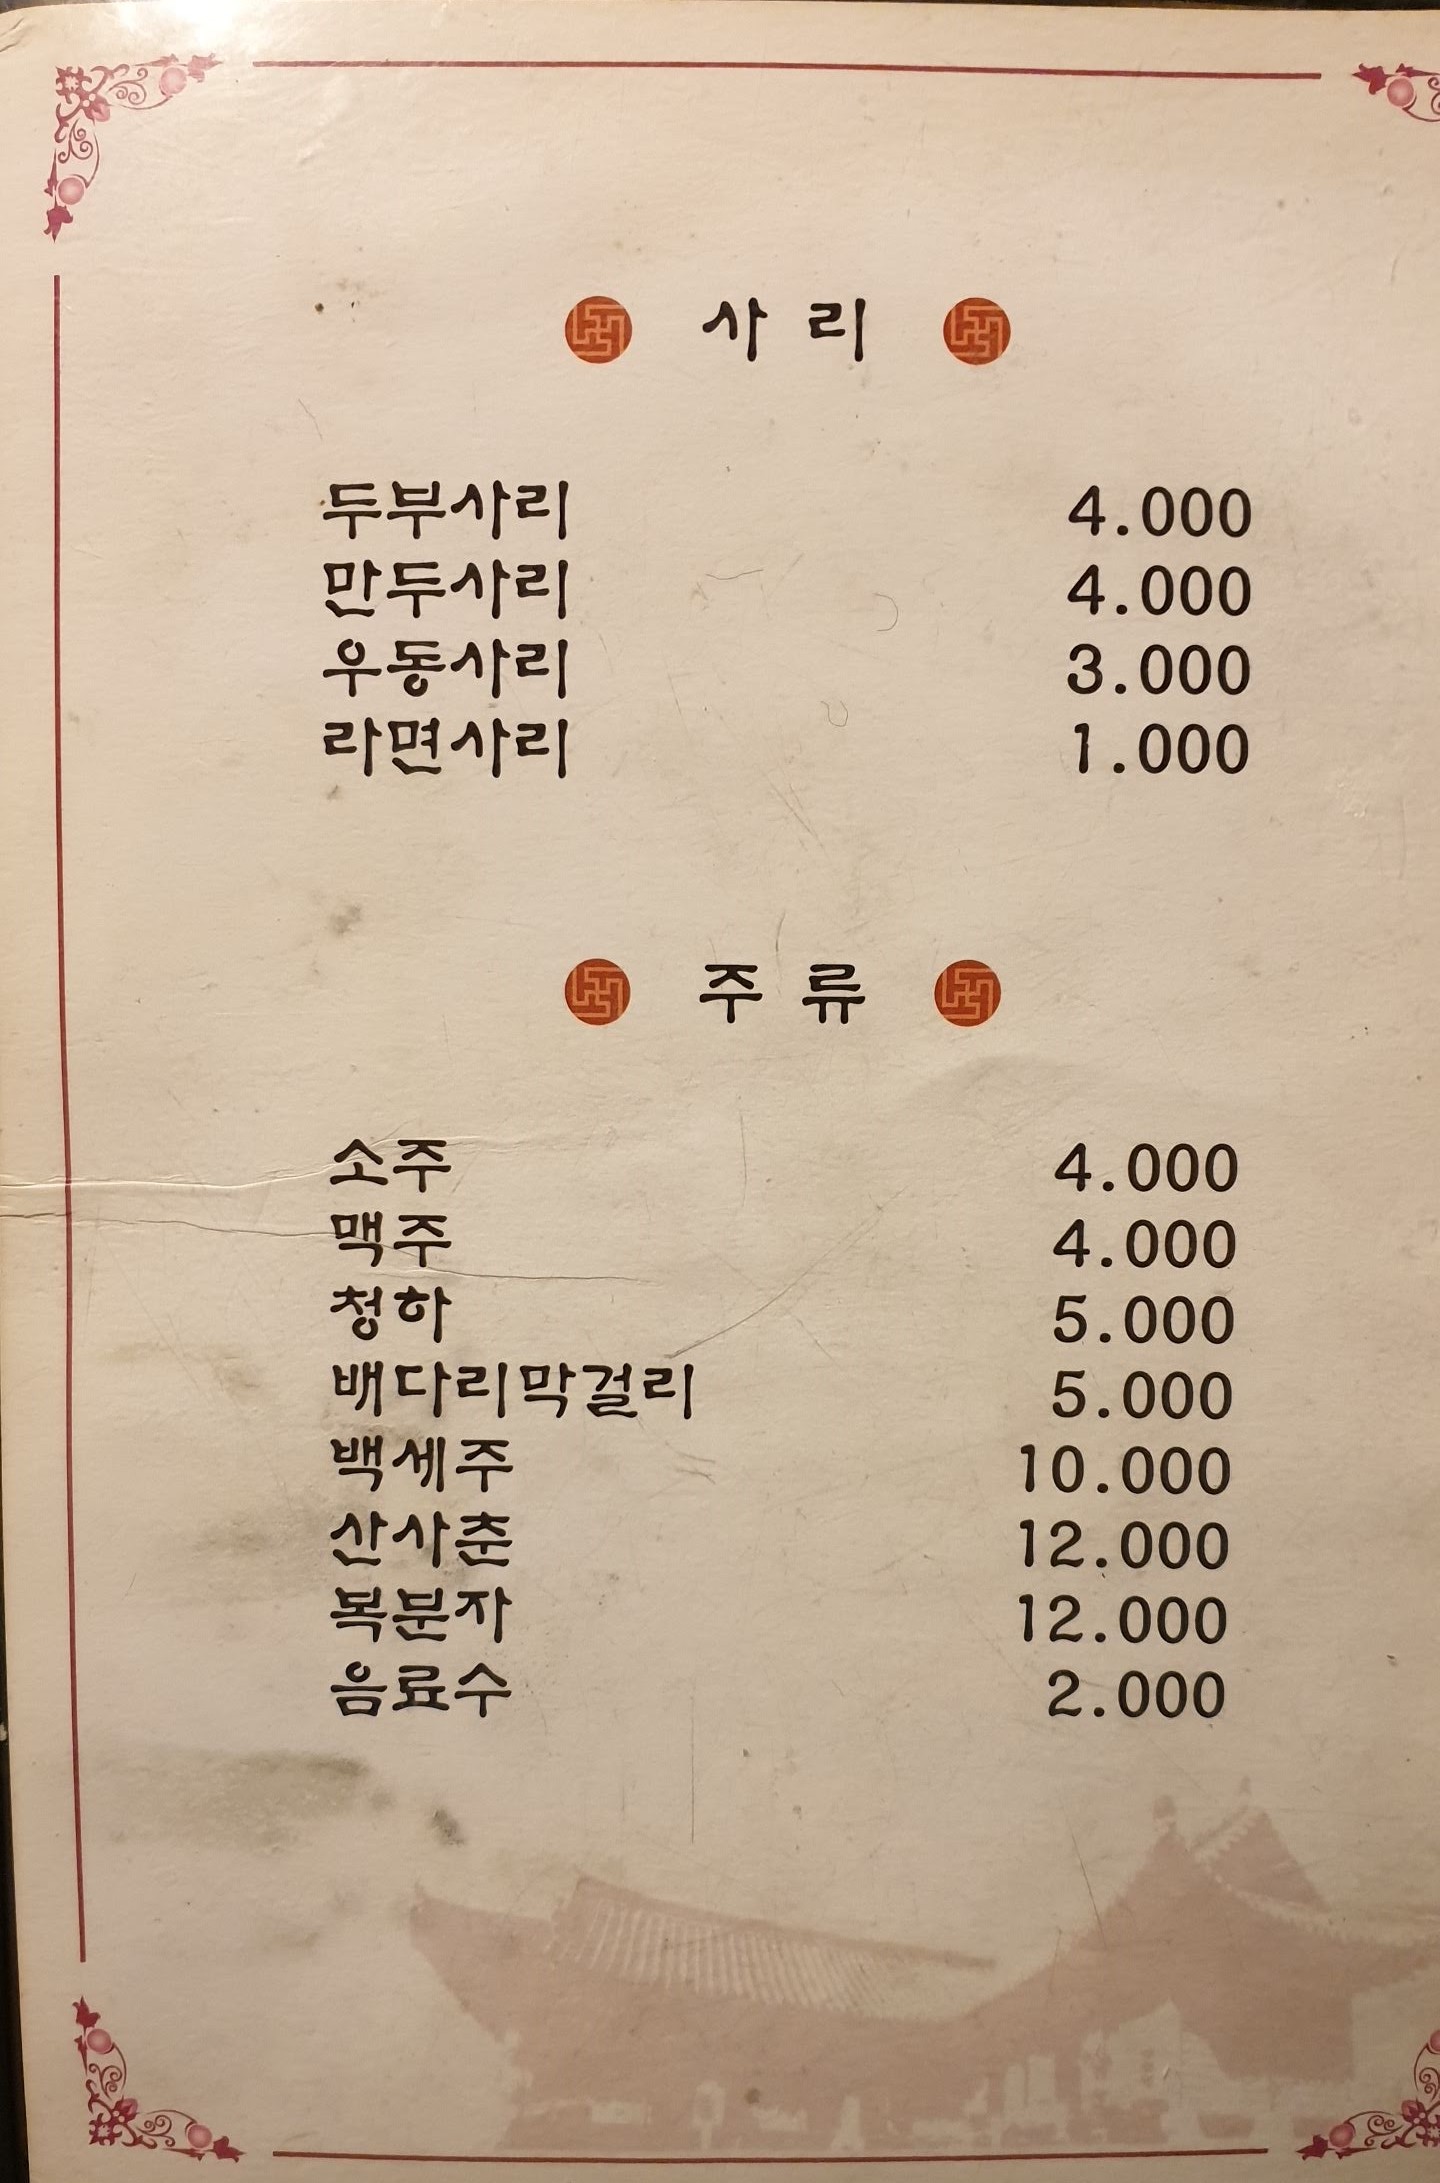 사 리
두부사리 4.000
만두사리 4.000
우동사리 3.000
라면사리 1.000
주 류
소주 4.000
맥주 4.000
청하 5.000
배다리막걸리 5.000
백세주 10.000
산사춘 12.000
복분자 12.000
음료수 2.000